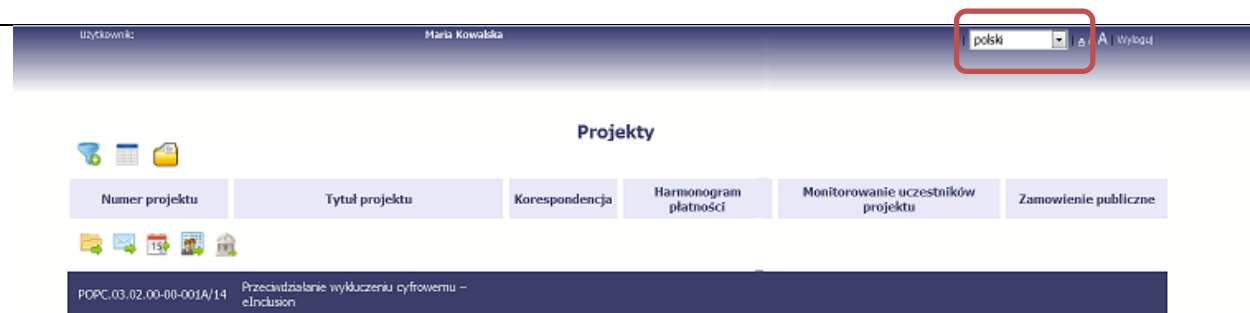 Użytkownik: Maria Kowalska | polski | A A A | Wyloguj
Projekty
Numer projektu Tytuł projektu Korespondencja Harmonogram płatności Monitorowanie uczestników projektu Zamowienie publiczne
15
POPC.03.02.00-00-001A/14 Przeciwdziałanie wykluczeniu cyfrowemu –
eInclusion